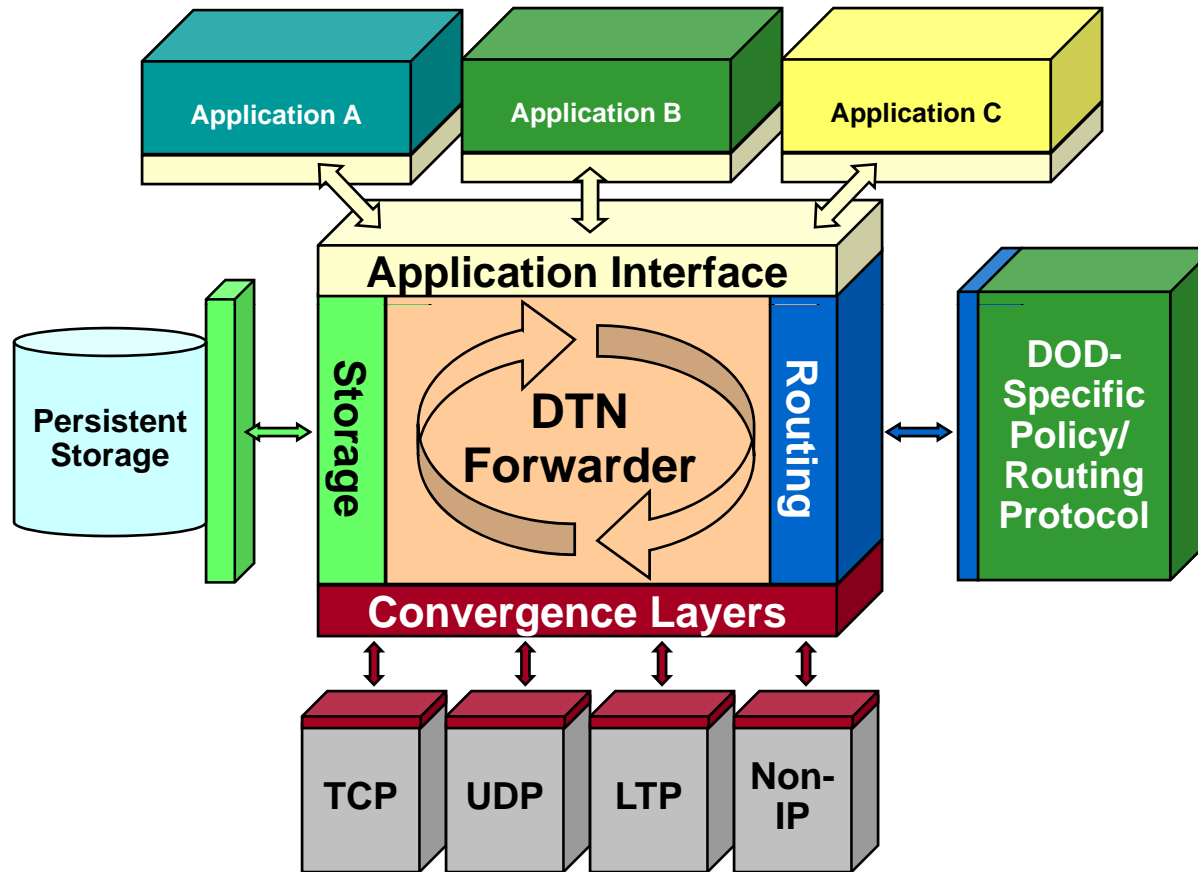 Application A
Application B
Application C
Application Interface
Persistent
Storage
Storage
DTN
Forwarder
Routing
DOD-
Specific
Policy/
Routing
Protocol
Convergence Layers
TCP
UDP
LTP
Non-
IP